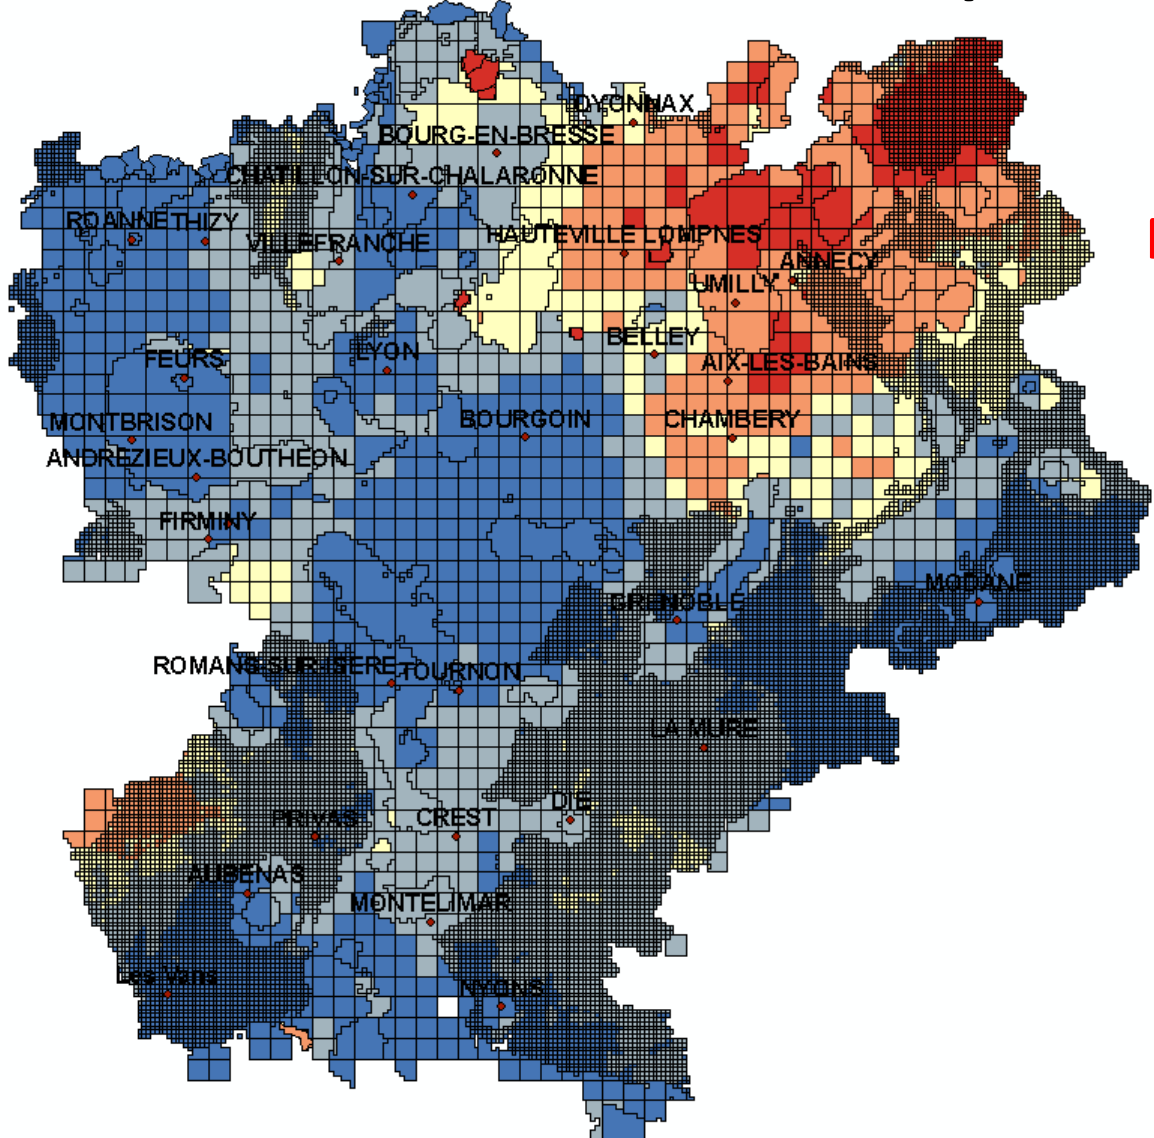 OYONNAX
BOURG-EN-BRESSE
CHATILLON-SUR-CHALARONNE
ROANNE THIZY
VILLEFRANCHE
HAUTEVILLE LOMPNES
ANNECY
UMILLY
BELLEY
LYON
FEURS
AIX-LES-BAINS
MONTBRISON
BOURGOIN
CHAMBERY
ANDREZIEUX-BOUTHEON
FIRMINY
MODANE
GRENOBLE
ROMANS-SUR-ISERE
TOURNON
LA MURE
DIE
PRIVAS
CREST
AUBENAS
MONTELIMAR
Les Vans
NYONS